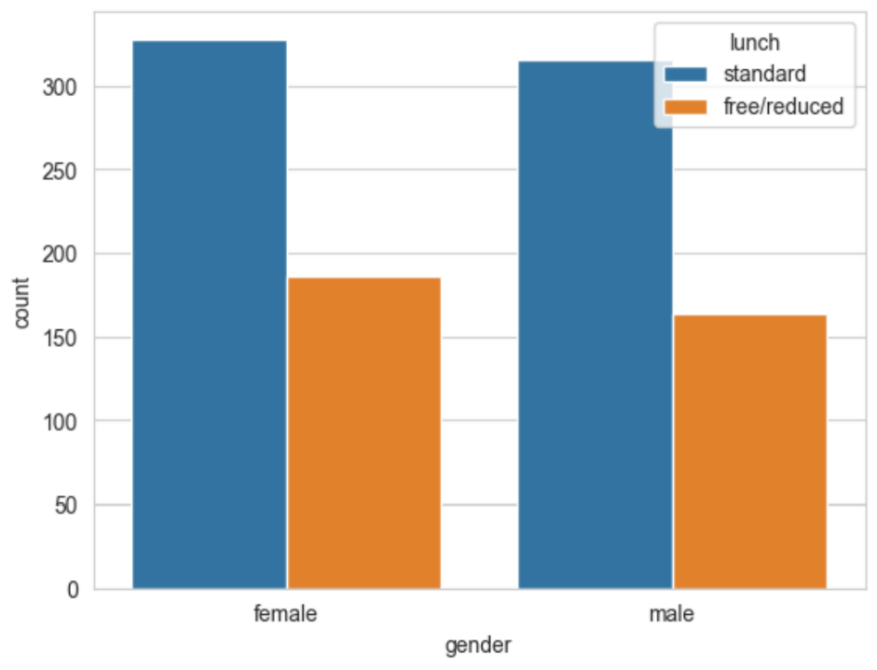 lunch
standard
free/reduced
300
250
200
150
100
50
0
count
female male
gender